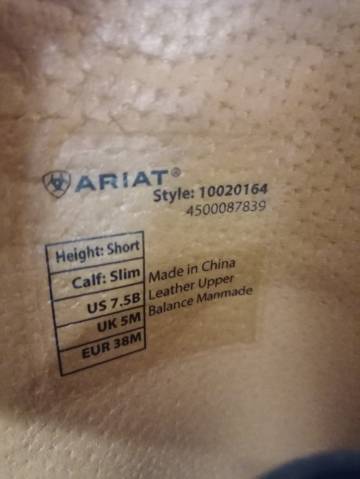 ARIAT®
Style: 10020164
4500087839
Height: Short
Calf: Slim
US 7.5B
UK 5M
EUR 38M
Made in China
Leather Upper
Balance Manmade